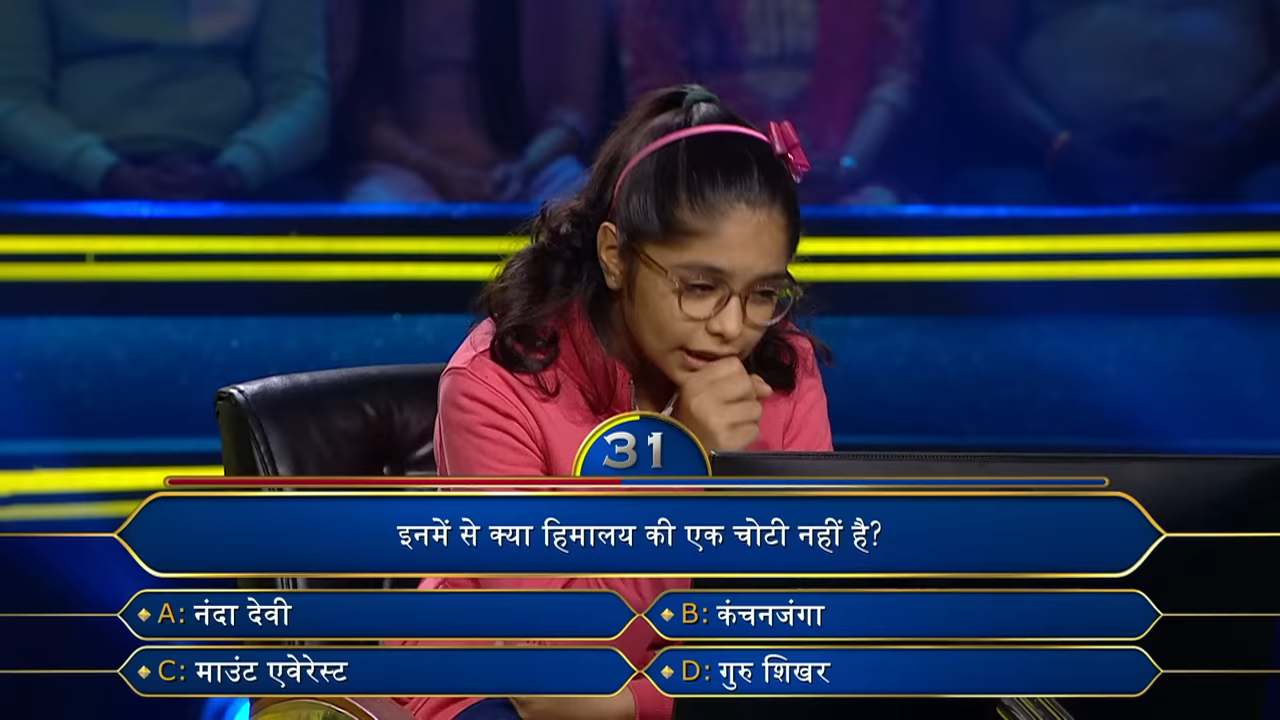 31
इनमें से क्या हिमालय की एक चोटी नहीं है?
A: नंदा देवी
B: कंचनजंगा
C: माउंट एवेरेस्ट
D: गुरु शिखर